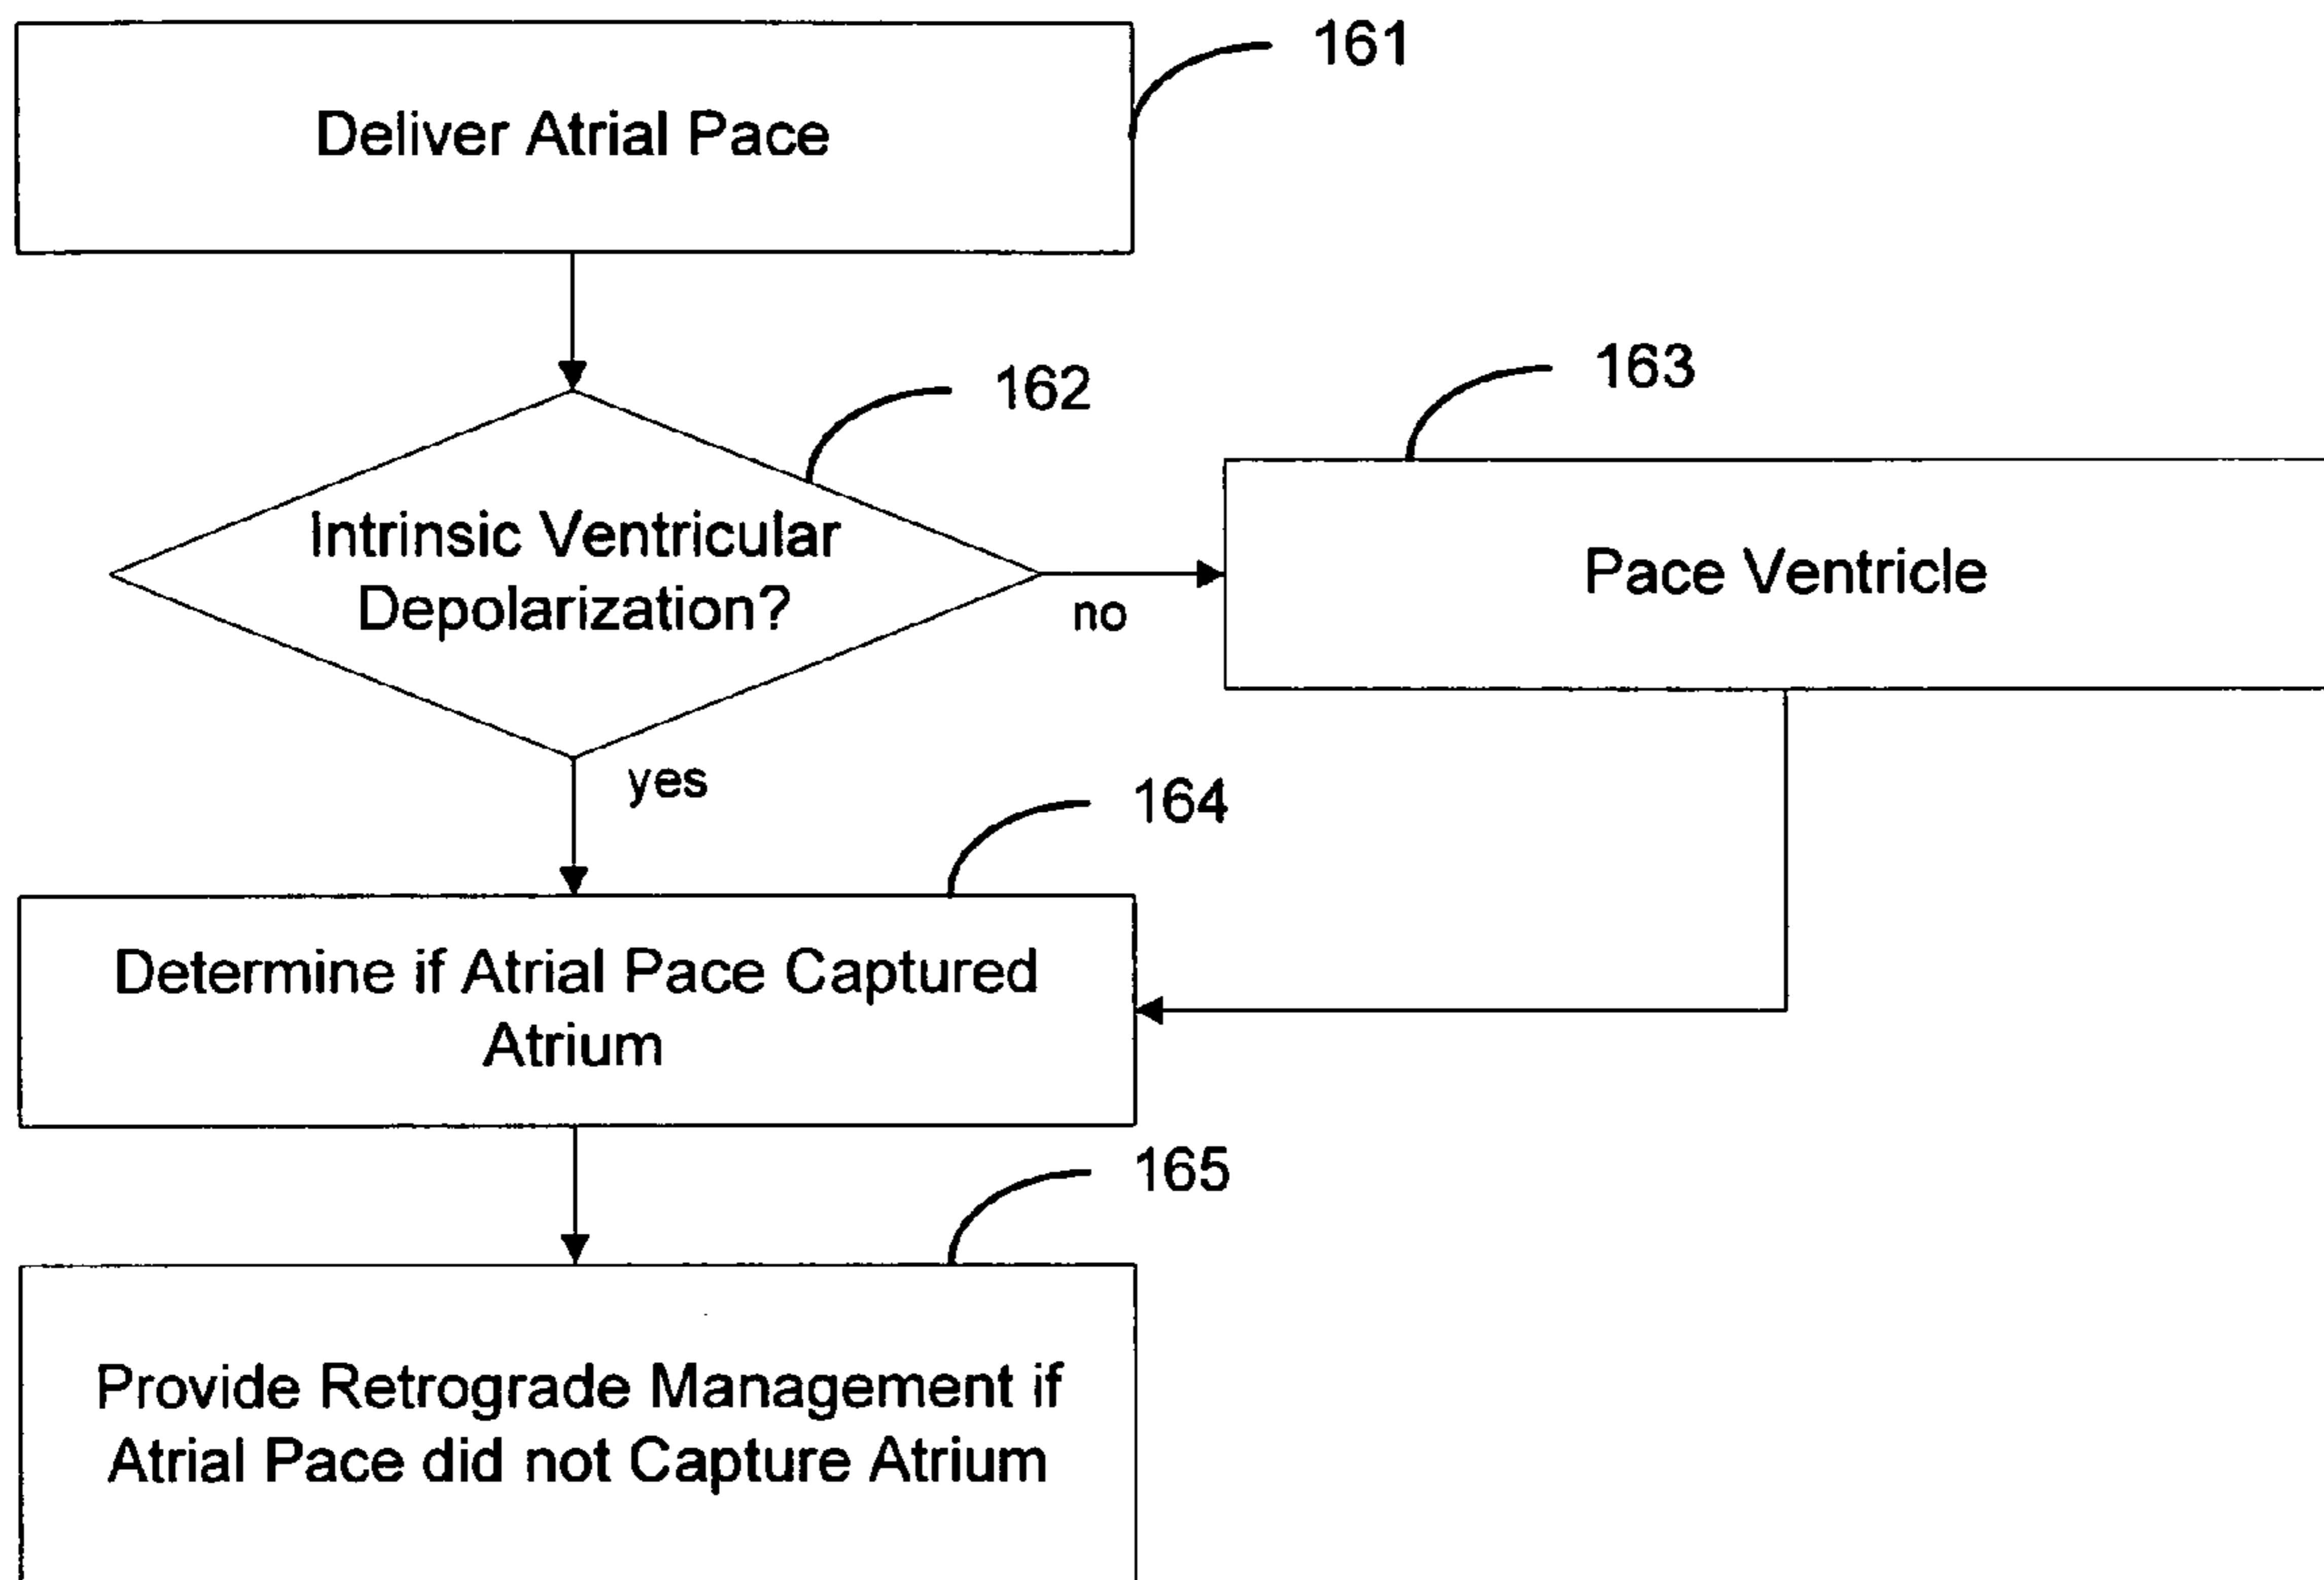 161
Deliver Atrial Pace
162
163
Intrinsic Ventricular
Depolarization?
Pace Ventricle
no
yes
164
Determine if Atrial Pace Captured
Atrium
165
Provide Retrograde Management if
Atrial Pace did not Capture Atrium